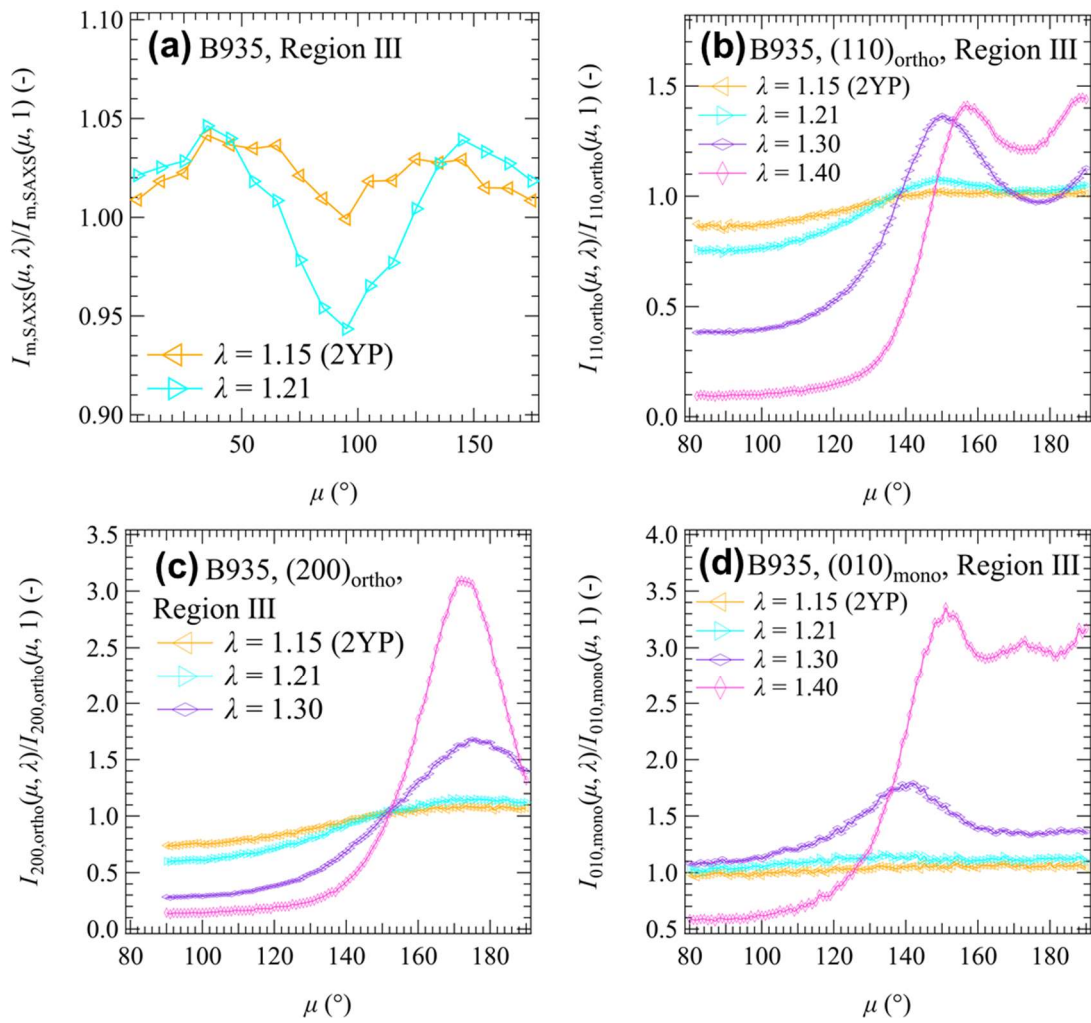 (a) B935, Region III
I_m,SAXS(μ, λ)/I_m,SAXS(μ, 1) (-)
1.10
1.05
1.00
0.95
0.90
λ = 1.15 (2YP)
λ = 1.21
50 100 150
μ (°)
(b) B935, (110)ortho, Region III
I_110,ortho(μ, λ)/I_110,ortho(μ, 1) (-)
1.5
1.0
0.5
0.0
λ = 1.15 (2YP)
λ = 1.21
λ = 1.30
λ = 1.40
80 100 120 140 160 180
μ (°)
(c) B935, (200)ortho,
Region III
I_200,ortho(μ, λ)/I_200,ortho(μ, 1) (-)
3.5
3.0
2.5
2.0
1.5
1.0
0.5
0.0
λ = 1.15 (2YP)
λ = 1.21
λ = 1.30
80 100 120 140 160 180
μ (°)
(d) B935, (010)mono, Region III
I_010,mono(μ, λ)/I_010,mono(μ, 1) (-)
4.0
3.5
3.0
2.5
2.0
1.5
1.0
0.5
λ = 1.15 (2YP)
λ = 1.21
λ = 1.30
λ = 1.40
80 100 120 140 160 180
μ (°)